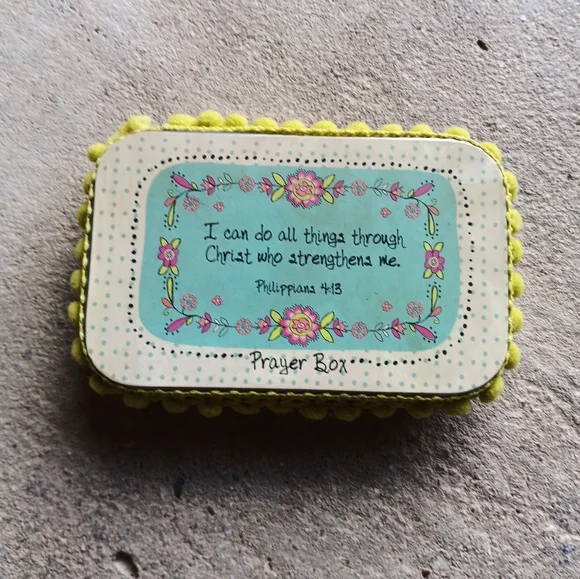 I can do all things through
Christ who strengthens me.
Philippians 4:13
Prayer Box